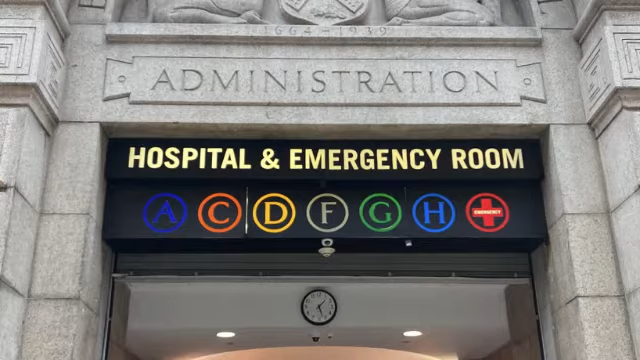 1664-1939
ADMINISTRATION
HOSPITAL & EMERGENCY ROOM
A C D F G H EMERGENCY